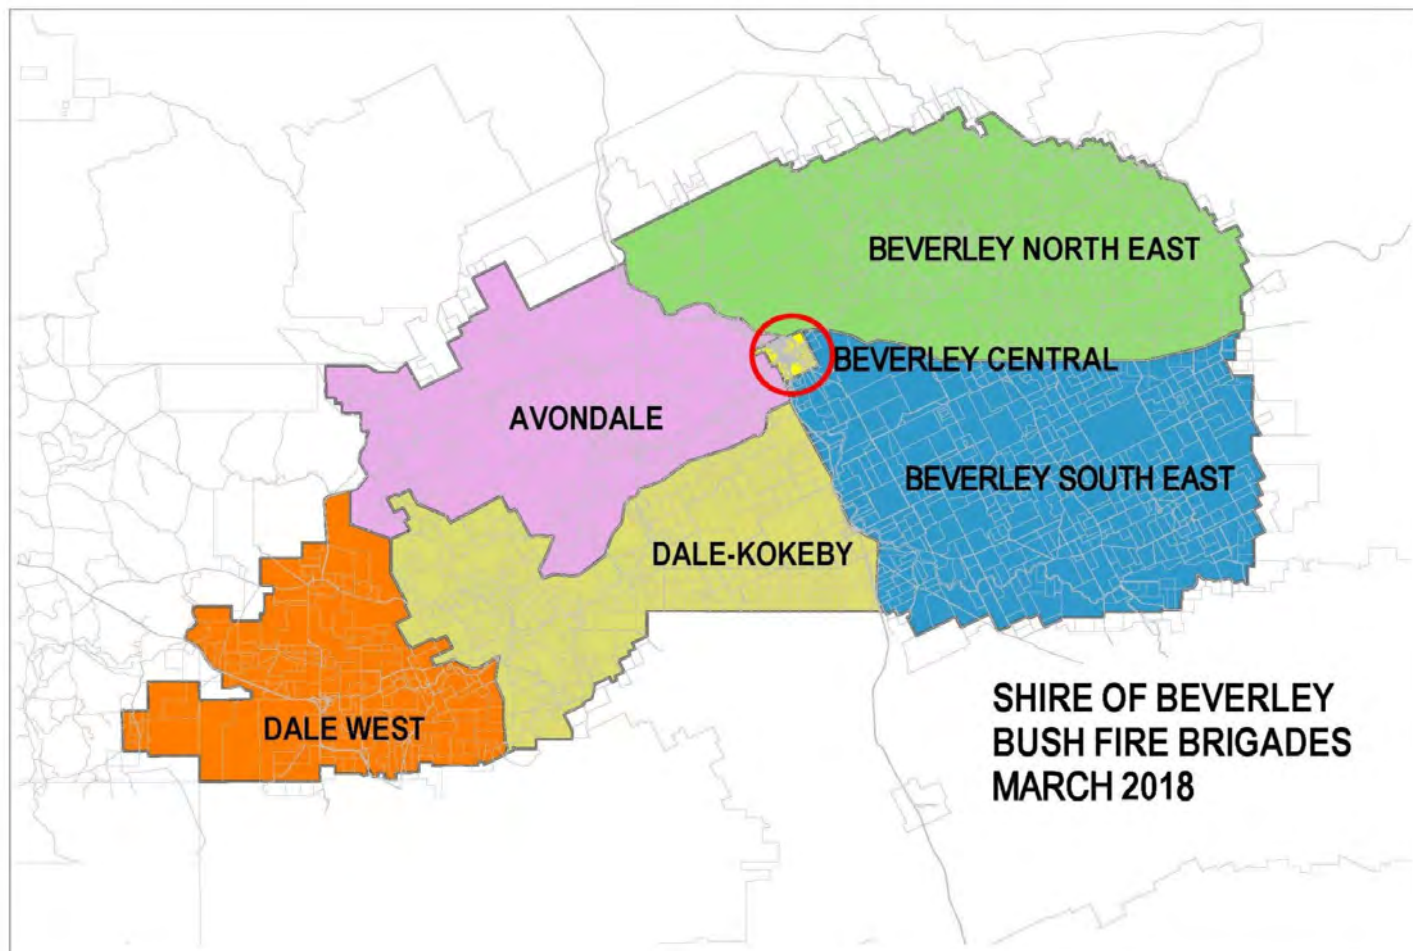 BEVERLEY NORTH EAST
BEVERLEY CENTRAL
AVONDALE
BEVERLEY SOUTH EAST
DALE-KOKEBY
DALE WEST
SHIRE OF BEVERLEY
BUSH FIRE BRIGADES
MARCH 2018